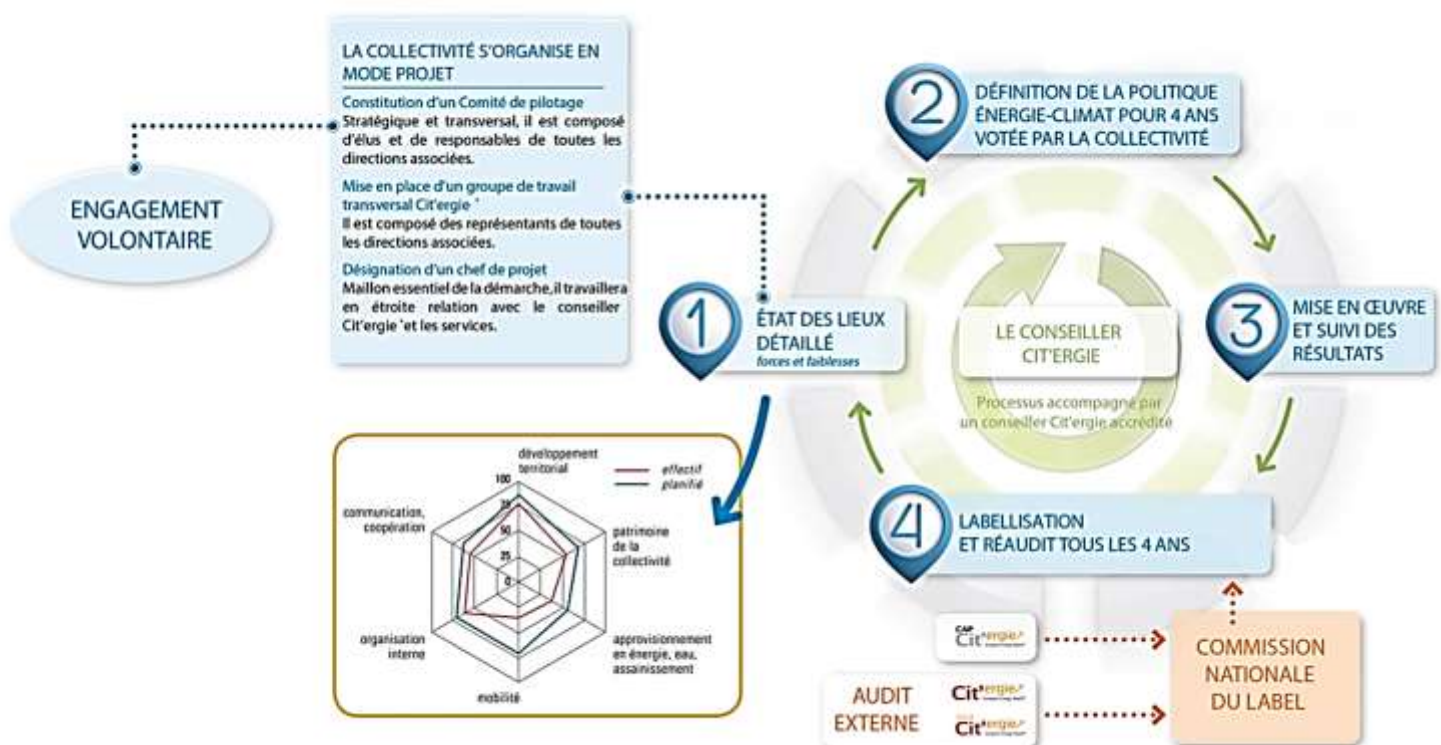 ENGAGEMENT
VOLONTAIRE
LA COLLECTIVITÉ S'ORGANISE EN
MODE PROJET
Constitution d'un Comité de pilotage
Stratégique et transversal, il est composé
d'élus et de responsables de toutes les
directions associées.
Mise en place d'un groupe de travail
transversal Cit'ergie *
Il est composé des représentants de toutes
les directions associées.
Désignation d'un chef de projet
Maillon essentiel de la démarche, il travaillera
en étroite relation avec le conseiller
Cit'ergie * et les services.
1
ÉTAT DES LIEUX
DÉTAILLÉ
forces et faiblesses
2
DÉFINITION DE LA POLITIQUE
ÉNERGIE-CLIMAT POUR 4 ANS
VOTÉE PAR LA COLLECTIVITÉ
3
MISE EN ŒUVRE
ET SUIVI DES
RÉSULTATS
LE CONSEILLER
CIT'ERGIE
Processus accompagné par
un conseiller Cit'ergie accrédité
4
LABELLISATION
ET RÉAUDIT TOUS LES 4 ANS
développement
territorial
effectif
planifié
100
75
50
25
0
communication,
coopération
patrimoine
de la
collectivité
organisation
interne
approvisionnement
en énergie, eau,
assainissement
mobilité
CAP
Cit'ergie
AUDIT
EXTERNE
Cit'ergie
Cit'ergie
COMMISSION
NATIONALE
DU LABEL